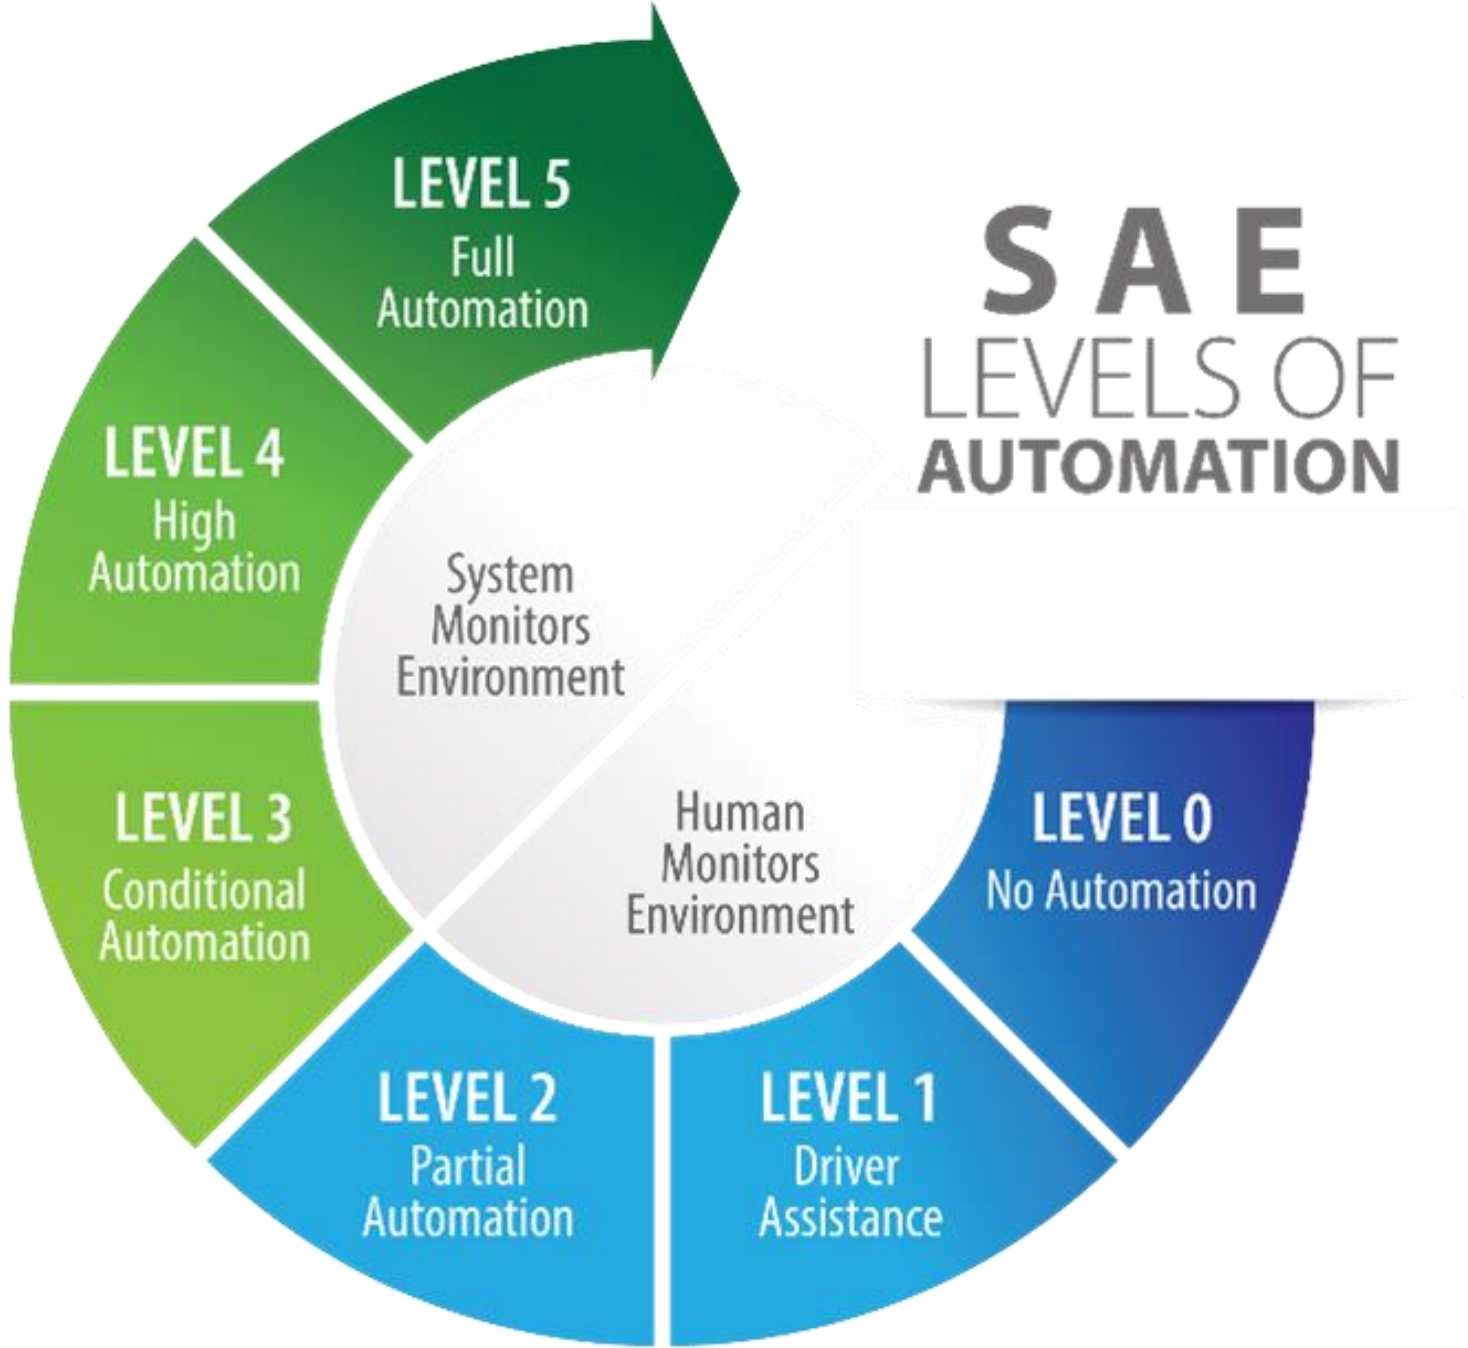 SAE
LEVELS OF
AUTOMATION
LEVEL 0
No Automation
LEVEL 1
Driver
Assistance
LEVEL 2
Partial
Automation
LEVEL 3
Conditional
Automation
LEVEL 4
High
Automation
LEVEL 5
Full
Automation
System
Monitors
Environment
Human
Monitors
Environment